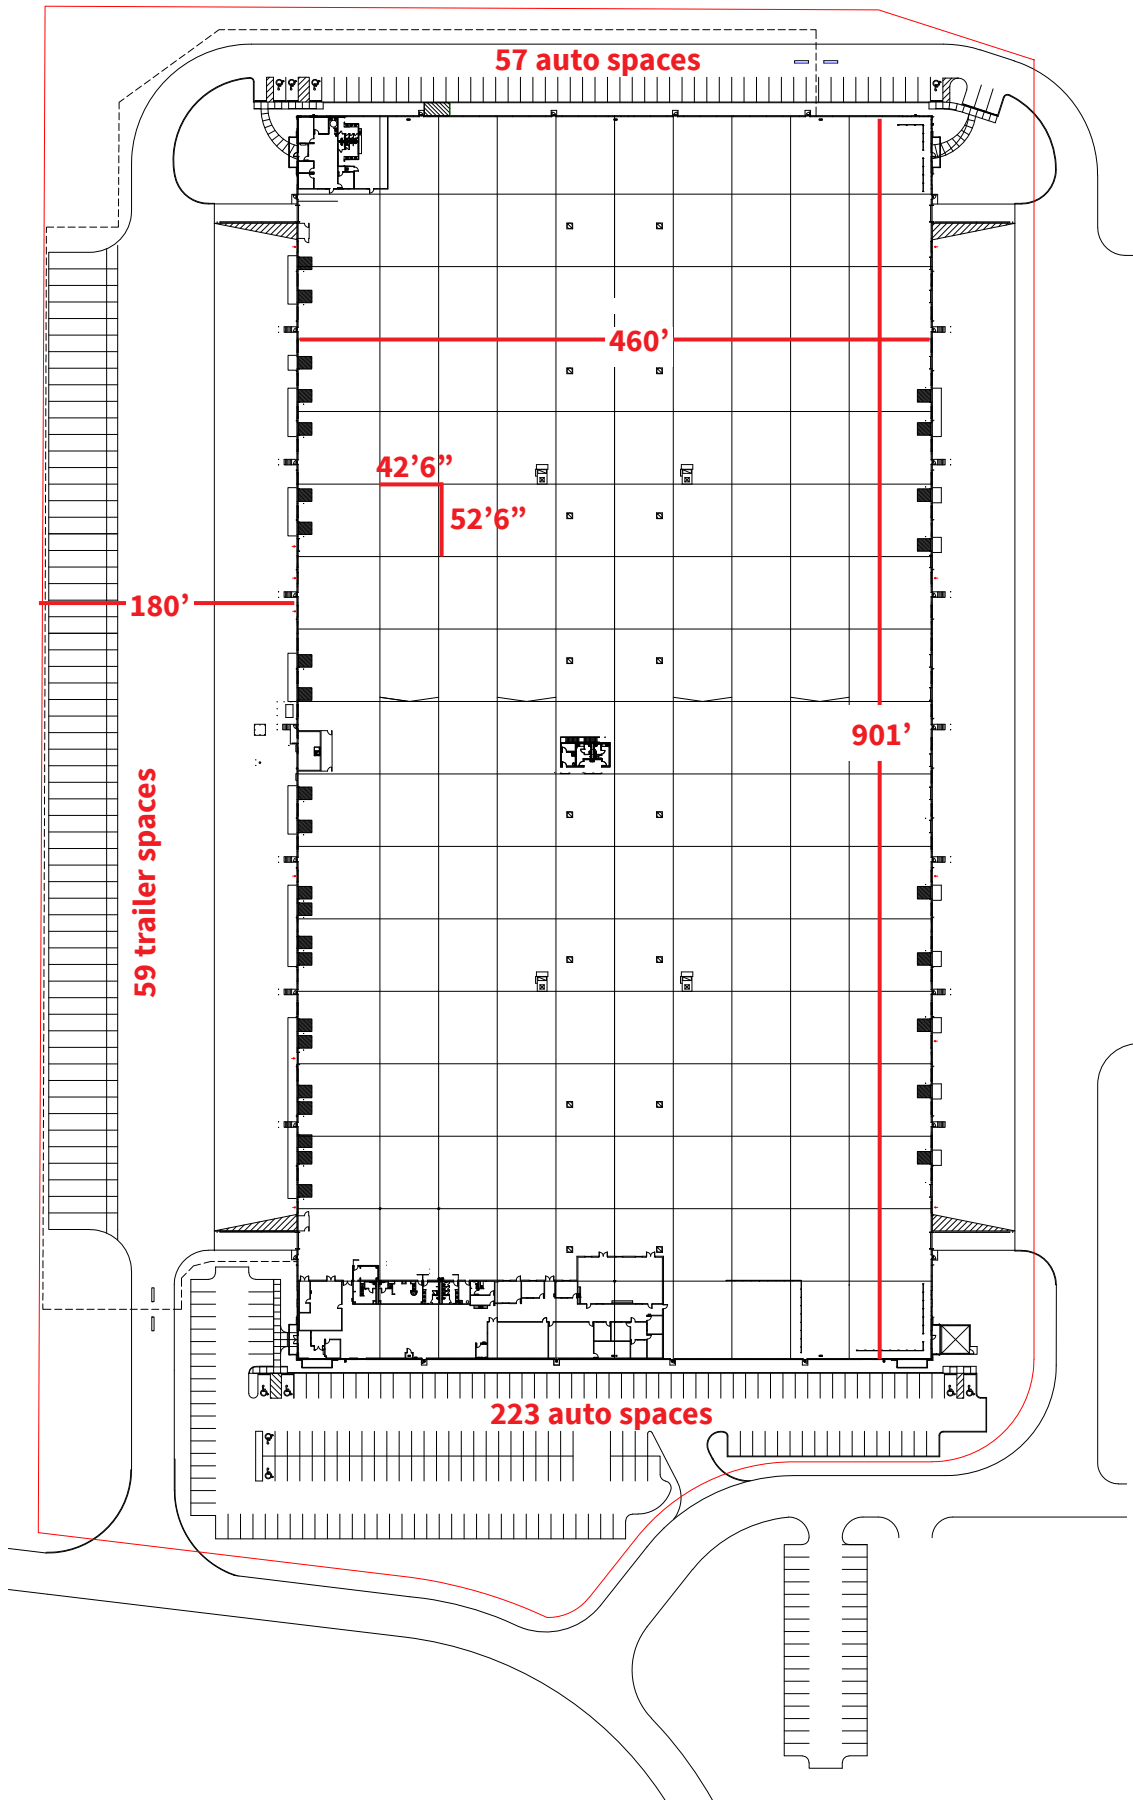 57 auto spaces
460’
42’6”
52’6”
180’
901’
59 trailer spaces
223 auto spaces